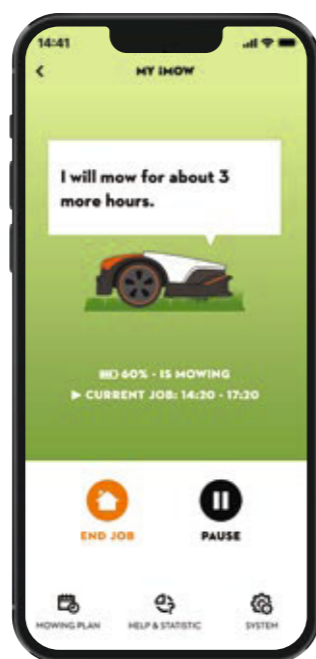 14:41
MY iMOW
I will mow for about 3
more hours.
60% - IS MOWING
▶ CURRENT JOB: 14:20 - 17:20
END JOB
PAUSE
MOWING PLAN
HELP & STATISTIC
SYSTEM